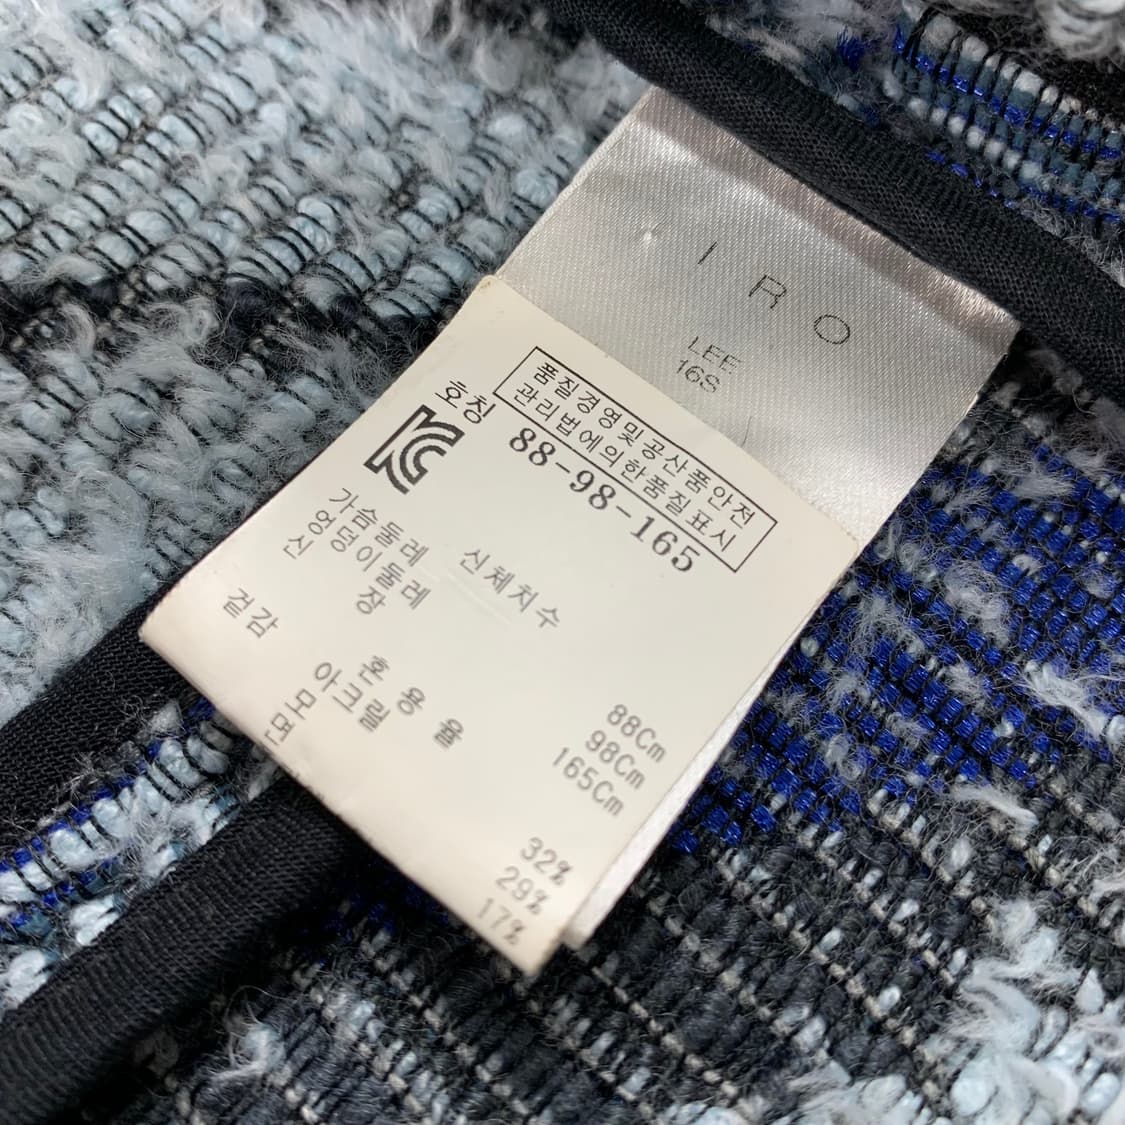 I R O
LEE
16S
품질경영및공산품안전
관리법에의한품질표시
호칭 88-98-165
신체치수
가슴둘레 88Cm
엉덩이둘레 98Cm
신 장 165Cm
겉감 혼 용 율
아크릴 32%
모 29%
면 17%